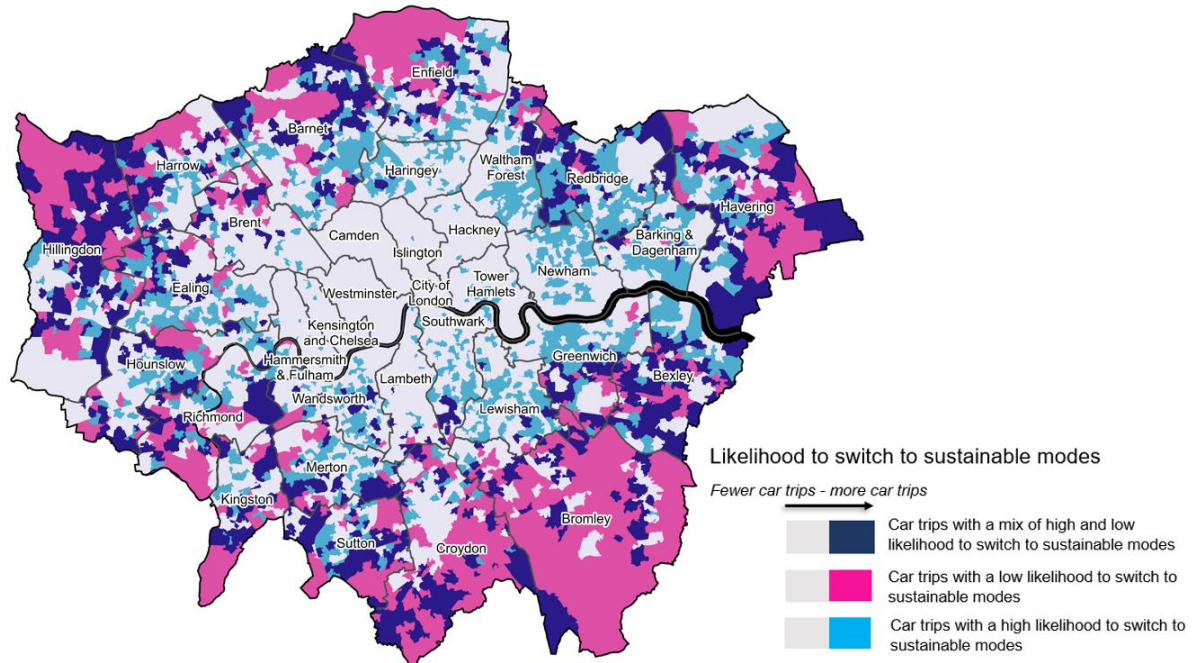 Enfield
Barnet
Harrow
Haringey
Waltham
Forest
Redbridge
Havering
Brent
Camden
Hackney
Islington
Barking &
Dagenham
Hillingdon
Ealing
Newham
Tower
Hamlets
City of
London
Westminster
Southwark
Kensington
and Chelsea
Hounslow
Hammersmith
& Fulham
Greenwich
Bexley
Lambeth
Wandsworth
Richmond
Lewisham
Merton
Kingston
Sutton
Croydon
Bromley
Likelihood to switch to sustainable modes
Fewer car trips - more car trips
Car trips with a mix of high and low
likelihood to switch to sustainable modes
Car trips with a low likelihood to switch to
sustainable modes
Car trips with a high likelihood to switch to
sustainable modes